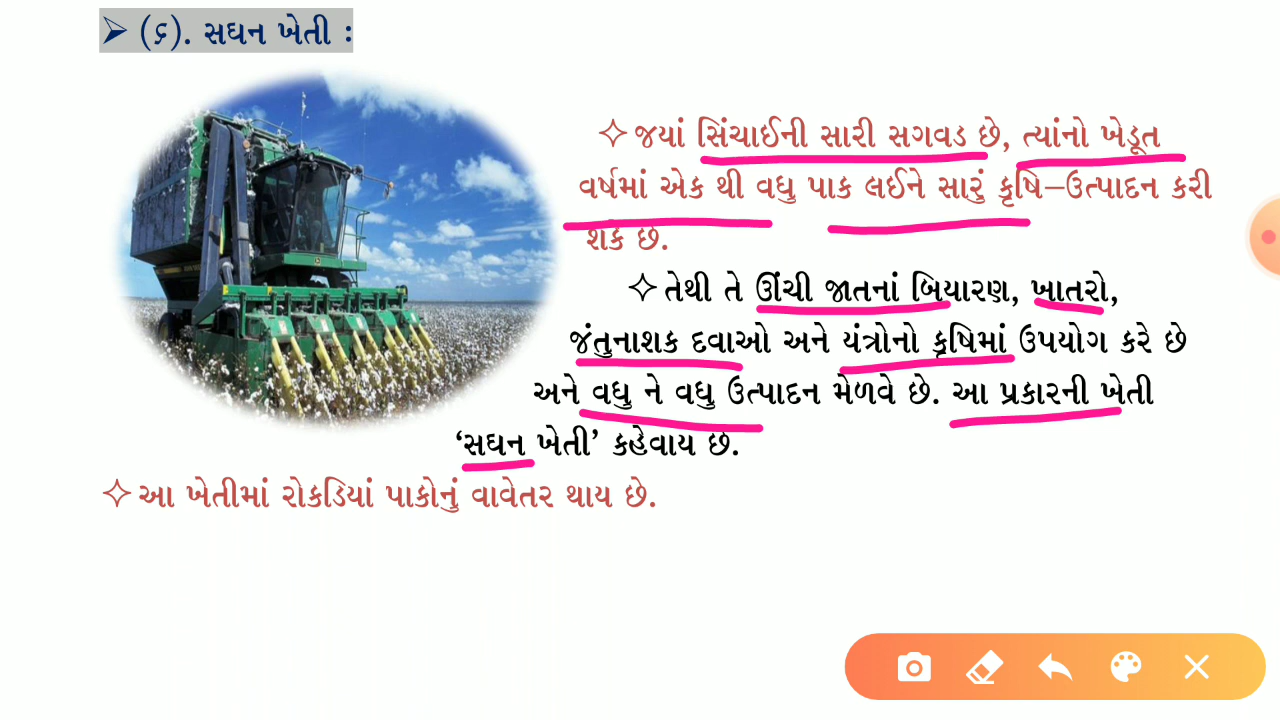 ➢ (૬). સઘન ખેતી :
✧ જયાં સિંચાઈની સારી સગવડ છે, ત્યાંનો ખેડૂત
વર્ષમાં એક થી વધુ પાક લઈને સારું કૃષિ–ઉત્પાદન કરી
શકે છે.
✧ તેથી તે ઊંચી જાતનાં બિયારણ, ખાતરો,
જંતુનાશક દવાઓ અને યંત્રોનો કૃષિમાં ઉપયોગ કરે છે
અને વધુ ને વધુ ઉત્પાદન મેળવે છે. આ પ્રકારની ખેતી
‘સઘન ખેતી’ કહેવાય છે.
✧ આ ખેતીમાં રોકડિયાં પાકોનું વાવેતર થાય છે.